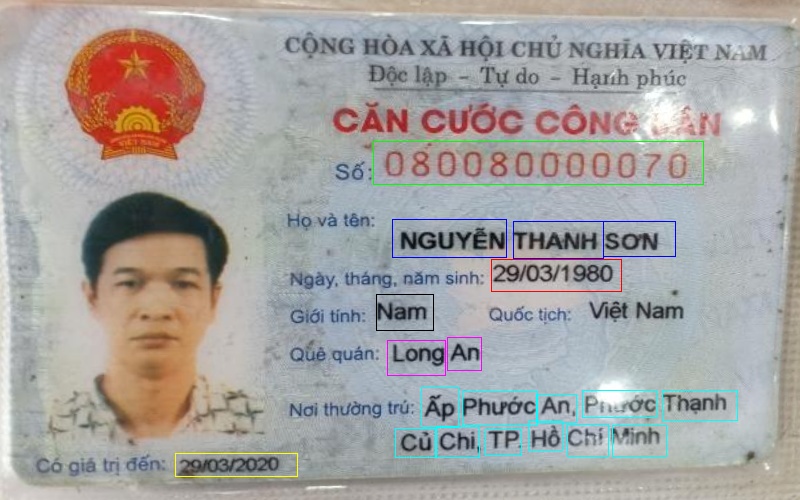 CỘNG HÒA XÃ HỘI CHỦ NGHĨA VIỆT NAM
Độc lập - Tự do - Hạnh phúc
CĂN CƯỚC CÔNG DÂN
Số: 080080000070
Họ và tên: NGUYỄN THANH SƠN
Ngày, tháng, năm sinh: 29/03/1980
Giới tính: Nam Quốc tịch: Việt Nam
Quê quán: Long An
Nơi thường trú: Ấp Phước An, Phước Thạnh
Củ Chi, TP. Hồ Chí Minh
Có giá trị đến: 29/03/2020
VIỆT NAM